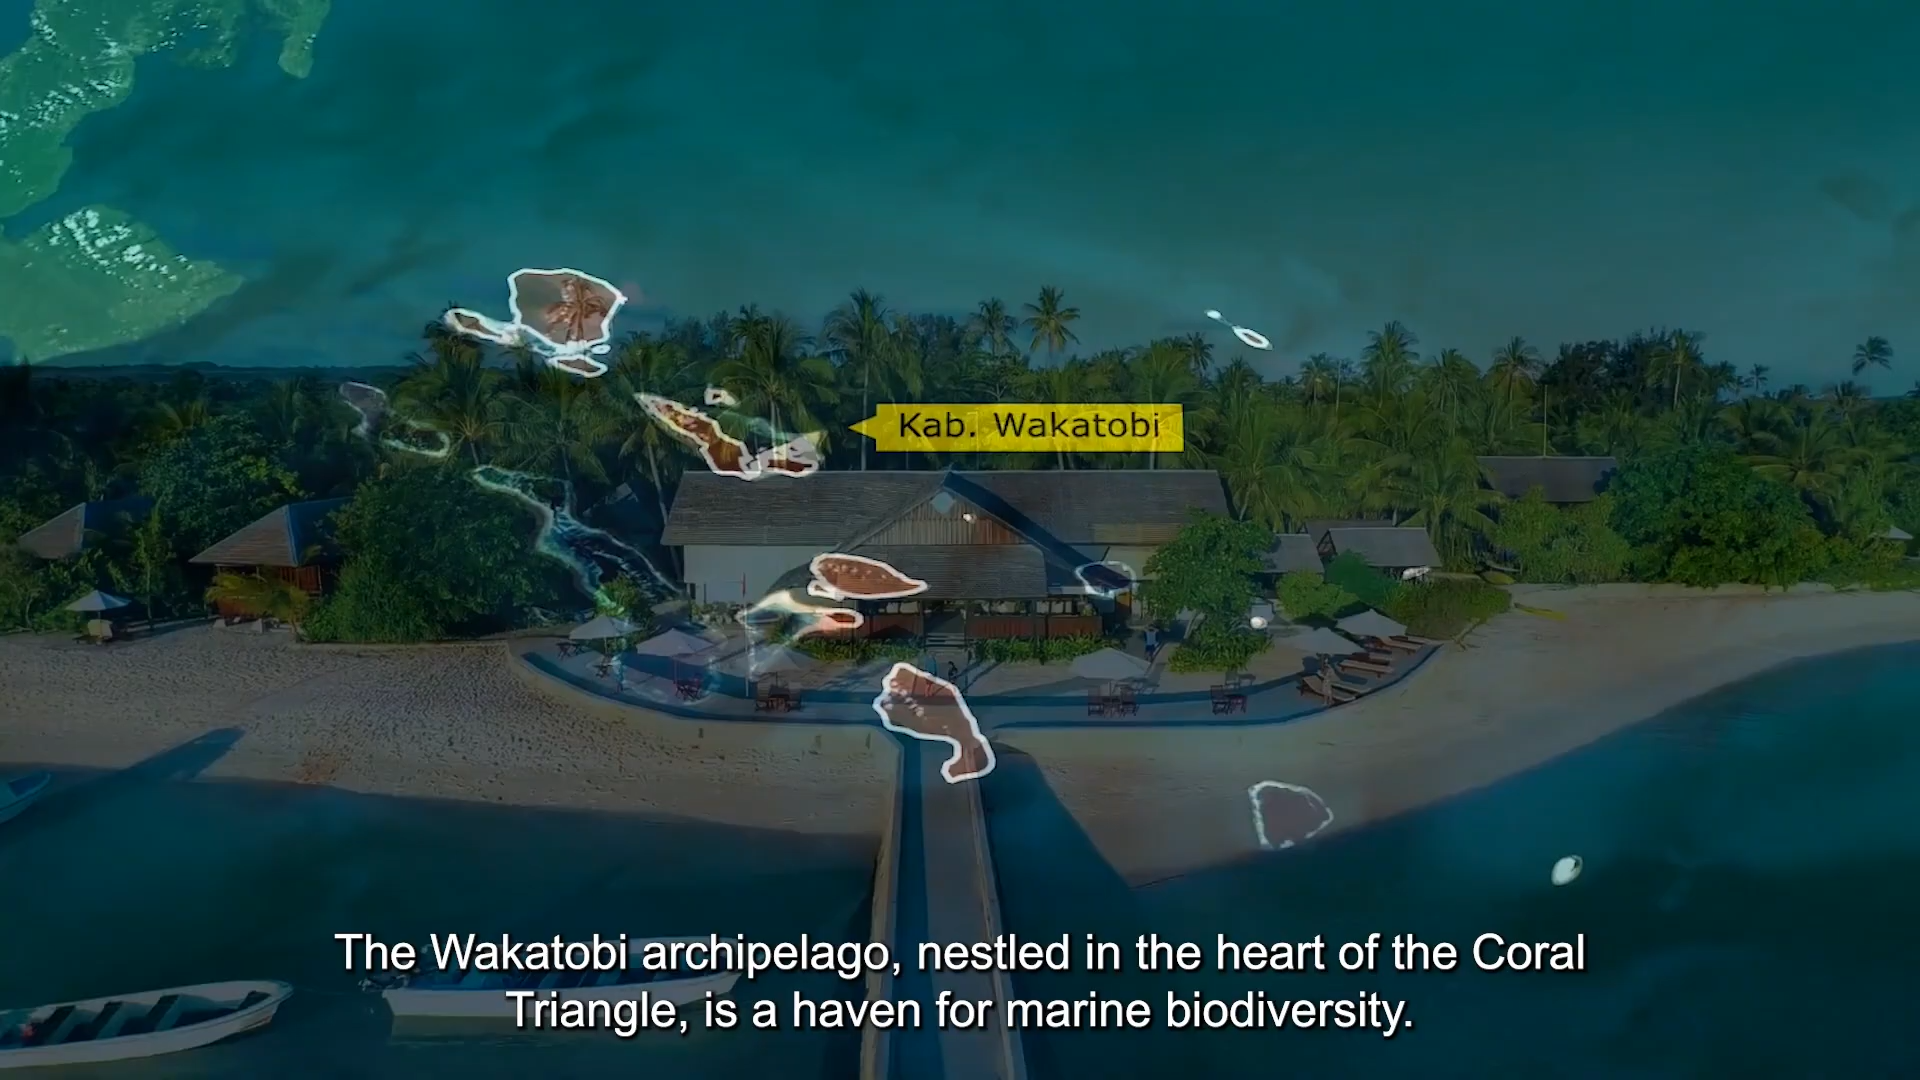 Kab. Wakatobi
The Wakatobi archipelago, nestled in the heart of the Coral
Triangle, is a haven for marine biodiversity.